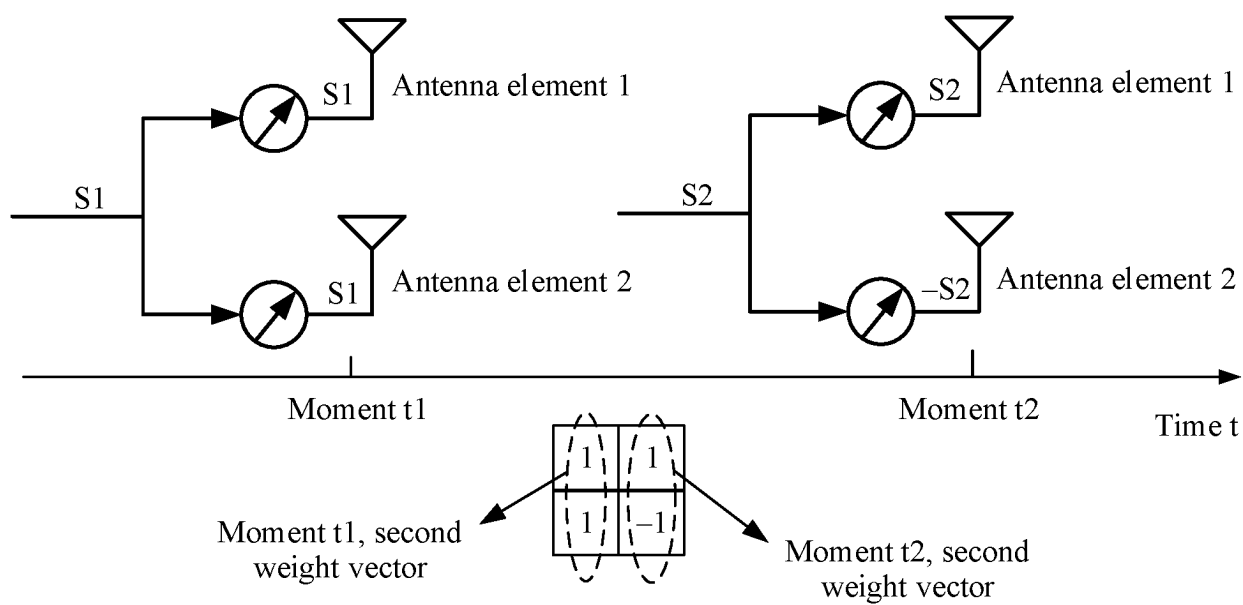 S1
S1
Antenna element 1
S1
Antenna element 2
S2
S2
Antenna element 1
–S2
Antenna element 2
Moment t1
Moment t2
Time t
1
1
1
–1
Moment t1, second
weight vector
Moment t2, second
weight vector